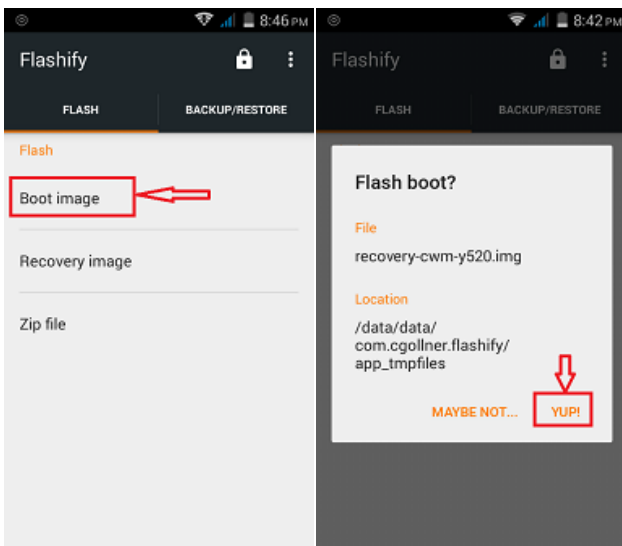 8:46 PM
Flashify
FLASH
BACKUP/RESTORE
Flash
Boot image
Recovery image
Zip file
8:42 PM
Flashify
FLASH
BACKUP/RESTORE
Flash boot?
File
recovery-cwm-y520.img
Location
/data/data/
com.cgollner.flashify/
app_tmpfiles
MAYBE NOT...
YUP!